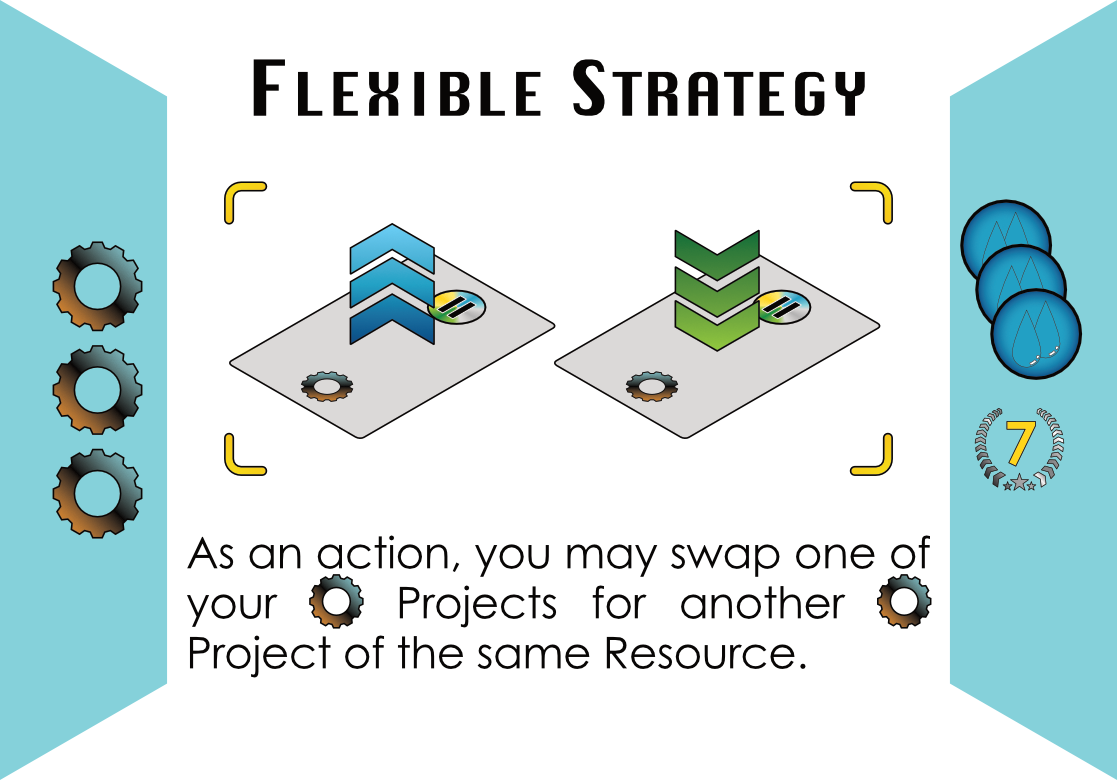 FLEXIBLE STRATEGY
7
As an action, you may swap one of
your Projects for another
Project of the same Resource.